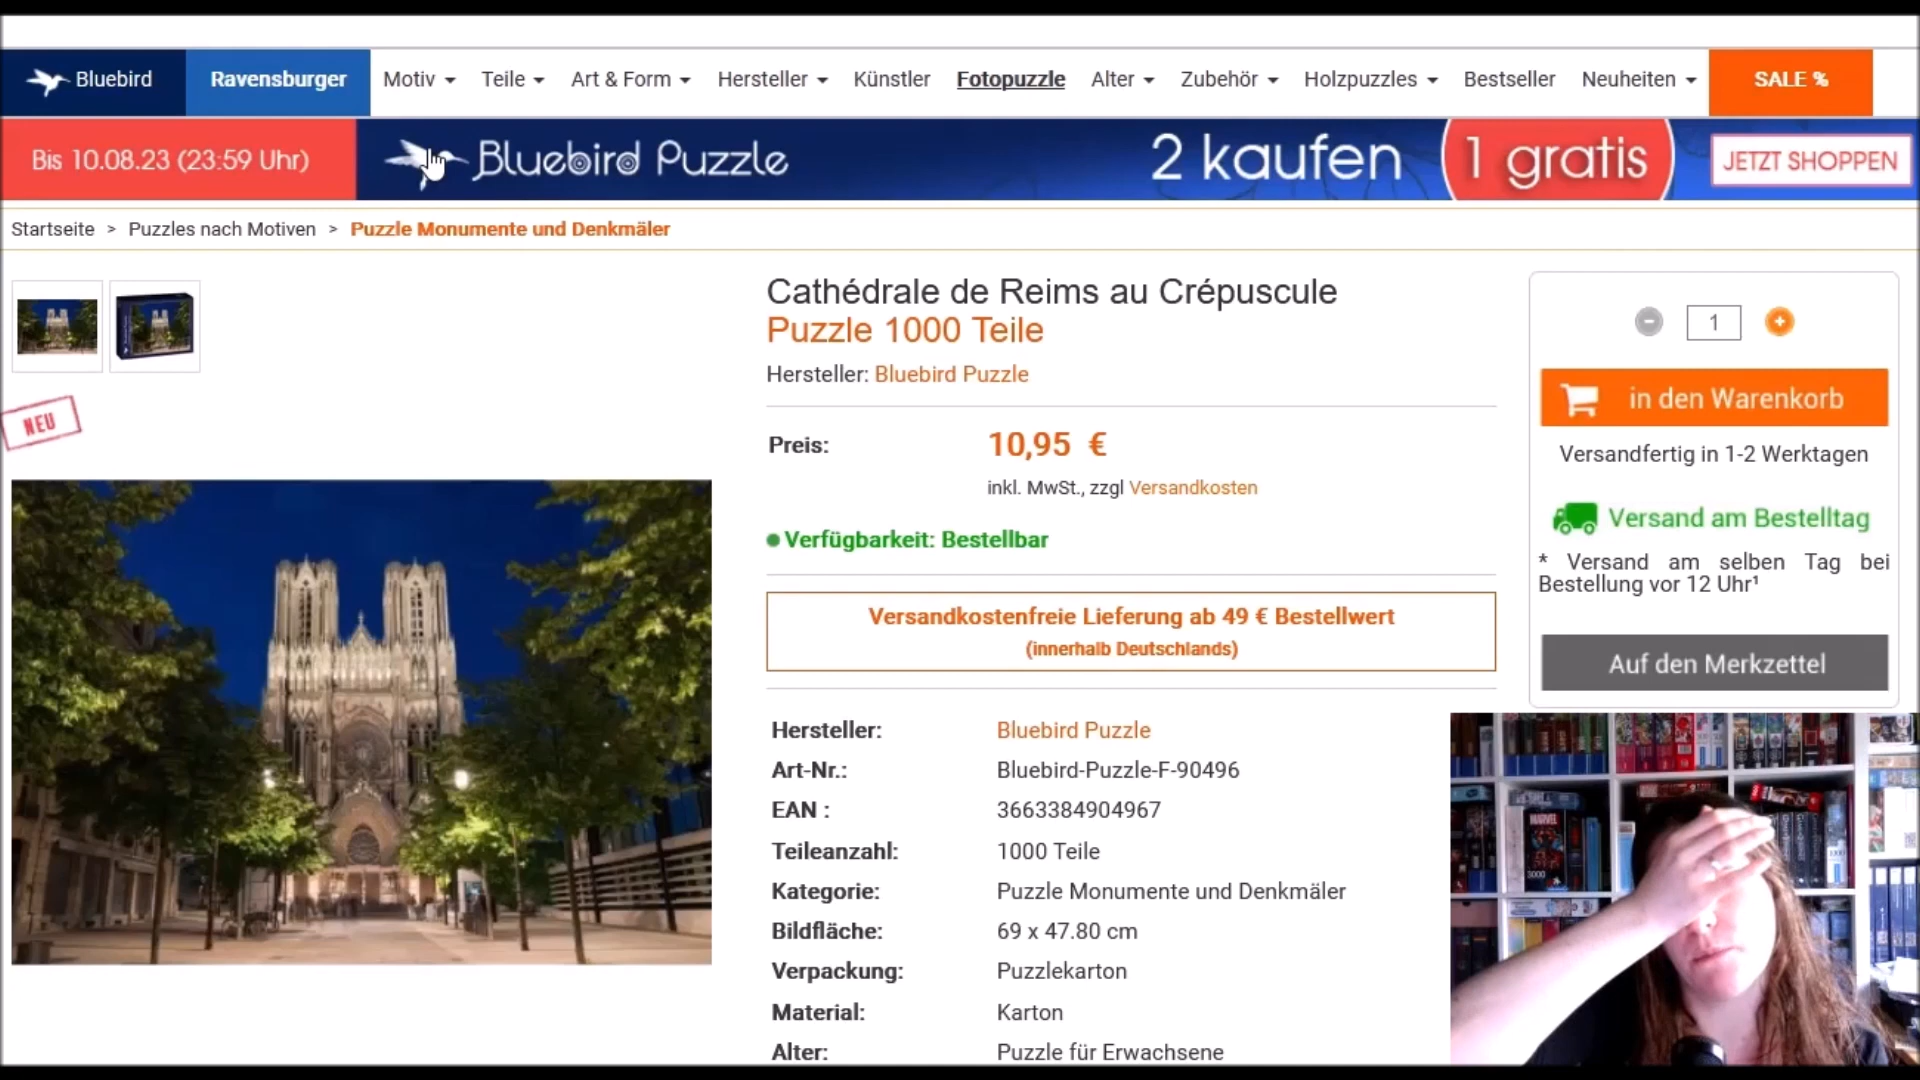 Bluebird
Ravensburger
Motiv
Teile
Art & Form
Hersteller
Künstler
Fotopuzzle
Alter
Zubehör
Holzpuzzles
Bestseller
Neuheiten
SALE %
Bis 10.08.23 (23:59 Uhr)
Bluebird Puzzle
2 kaufen
1 gratis
JETZT SHOPPEN
Startseite > Puzzles nach Motiven > Puzzle Monumente und Denkmäler
NEU
Cathédrale de Reims au Crépuscule
Puzzle 1000 Teile
Hersteller: Bluebird Puzzle
Preis: 10,95 €
inkl. MwSt., zzgl Versandkosten
Verfügbarkeit: Bestellbar
Versandkostenfreie Lieferung ab 49 € Bestellwert
(innerhalb Deutschlands)
Hersteller: Bluebird Puzzle
Art-Nr.: Bluebird-Puzzle-F-90496
EAN : 3663384904967
Teileanzahl: 1000 Teile
Kategorie: Puzzle Monumente und Denkmäler
Bildfläche: 69 x 47.80 cm
Verpackung: Puzzlekarton
Material: Karton
Alter: Puzzle für Erwachsene
1
in den Warenkorb
Versandfertig in 1-2 Werktagen
Versand am Bestelltag
* Versand am selben Tag bei
Bestellung vor 12 Uhr¹
Auf den Merkzettel
MARVEL
3000